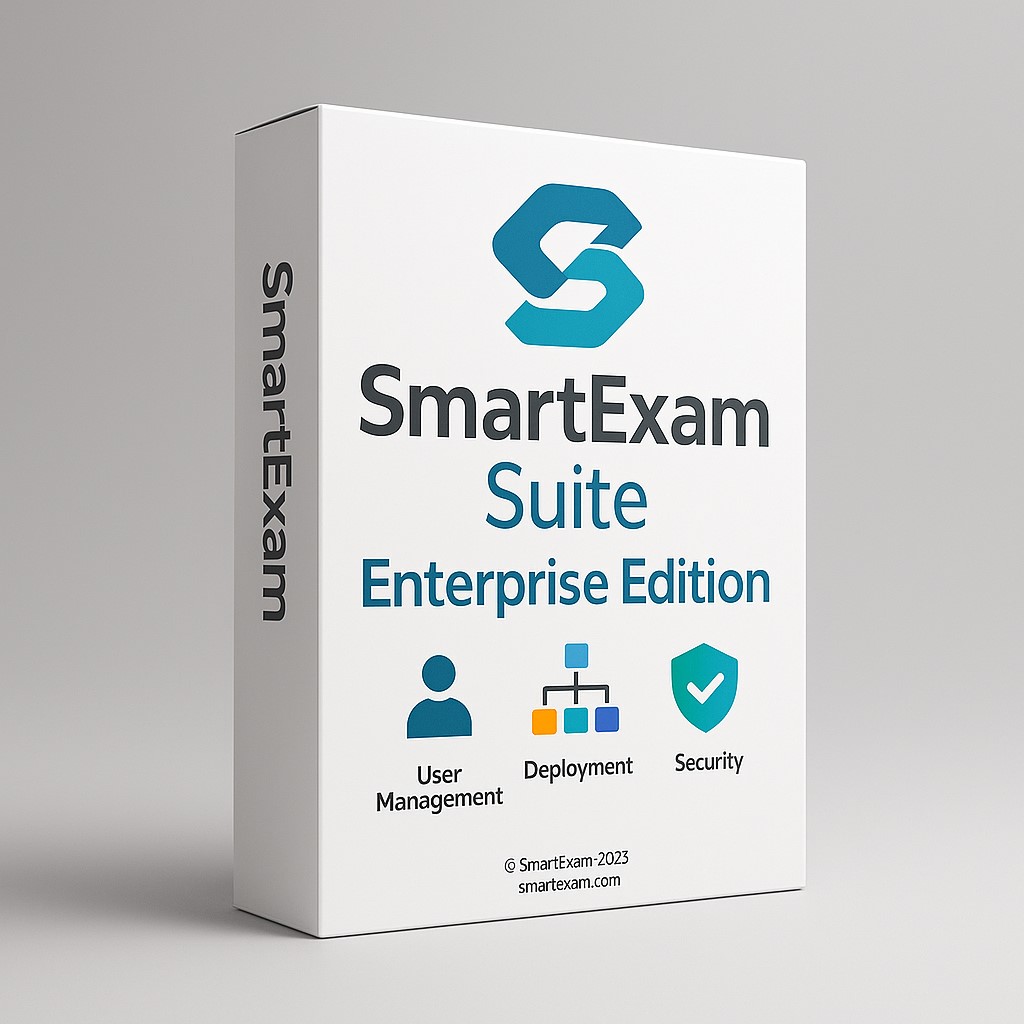 SmartExam
SmartExam
Suite
Enterprise Edition
User
Management
Deployment
Security
© SmartExam-2023
smartexam.com